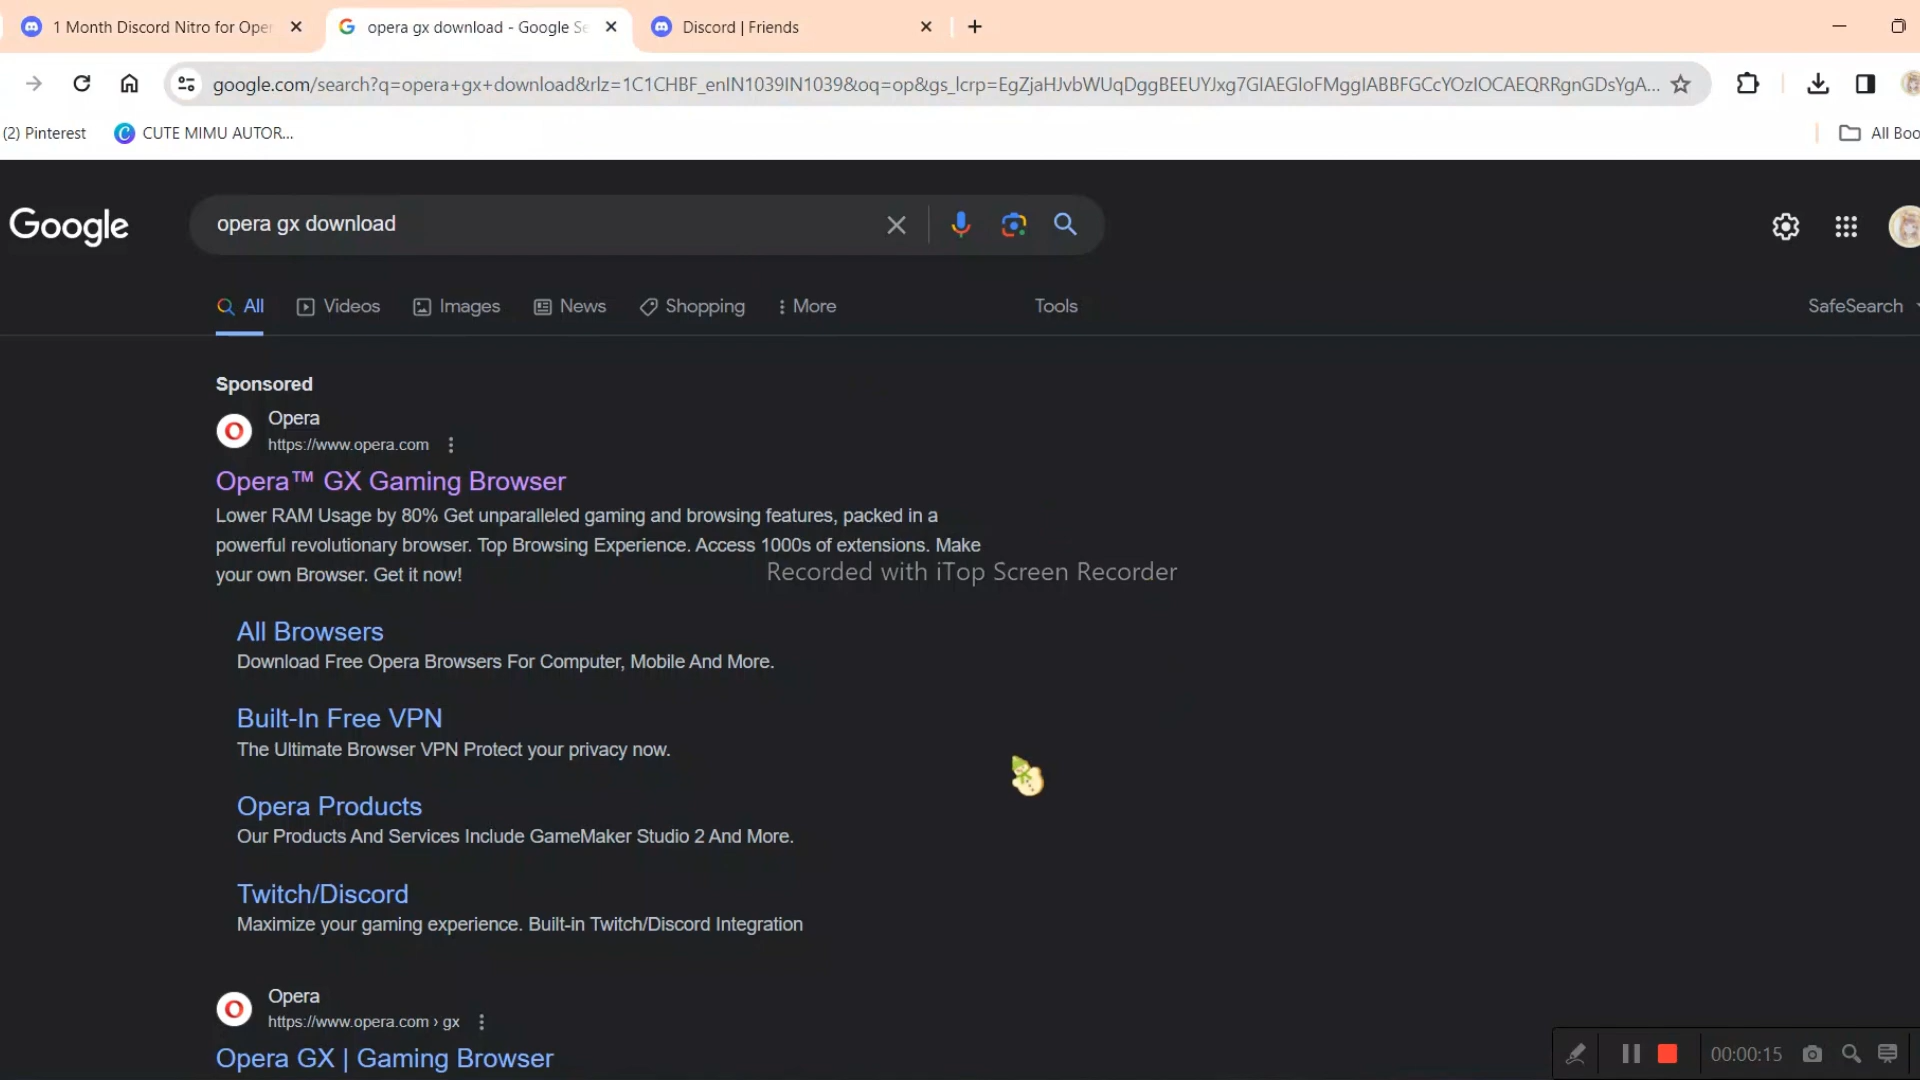 1 Month Discord Nitro for Oper
opera gx download - Google Se
Discord | Friends
google.com/search?q=opera+gx+download&rlz=1C1CHBF_enIN1039IN1039&oq=op&gs_lcrp=EgZjaHJvbWUqDggBEEUYJxg7GIAEGIoFMggIABBFGCcYOzIOCAEQRRgnGDsYgA...
(2) Pinterest
CUTE MIMU AUTOR...
All Boo
Google
opera gx download
All
Videos
Images
News
Shopping
More
Tools
SafeSearch
Sponsored
Opera
https://www.opera.com
Opera™ GX Gaming Browser
Lower RAM Usage by 80% Get unparalleled gaming and browsing features, packed in a
powerful revolutionary browser. Top Browsing Experience. Access 1000s of extensions. Make
your own Browser. Get it now!
Recorded with iTop Screen Recorder
All Browsers
Download Free Opera Browsers For Computer, Mobile And More.
Built-In Free VPN
The Ultimate Browser VPN Protect your privacy now.
Opera Products
Our Products And Services Include GameMaker Studio 2 And More.
Twitch/Discord
Maximize your gaming experience. Built-in Twitch/Discord Integration
Opera
https://www.opera.com › gx
Opera GX | Gaming Browser
00:00:15